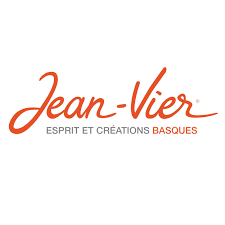 Jean-Vier®
ESPRIT ET CRÉATIONS BASQUES